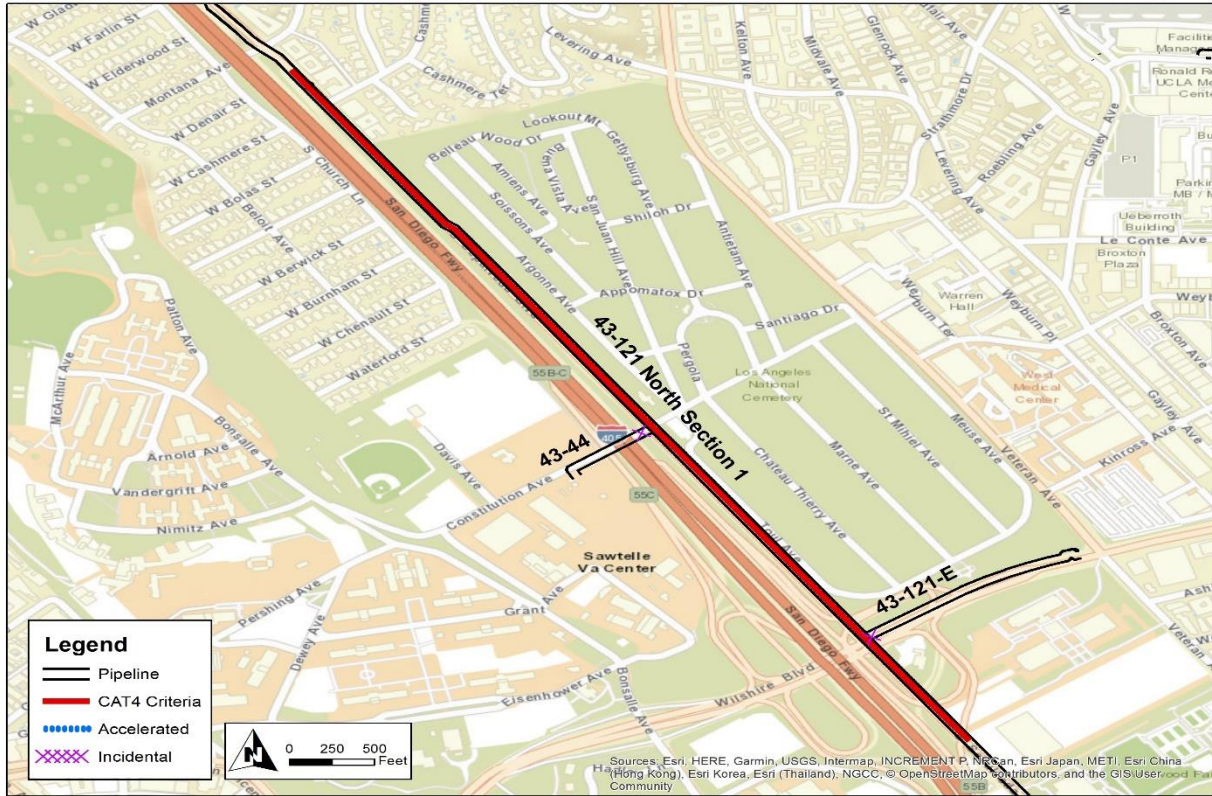 W Farlin St
W Elderwood St
Montana Ave
W Denair St
W Cashmere St
W Bolas St
Beloit Ave
W Berwick St
W Burnham St
W Chenault St
Waterford St
S Church Ln
San Diego Fwy
Cashmere Ter
Levering Ave
Kelton Ave
Midvale Ave
Glenrock Ave
Strathmore Dr
Levering Ave
Roebling Ave
Gayley Ave
P1
Ueberroth
Building
Le Conte Ave
Broxton
Plaza
Warren
Hall
Weyburn Ter
Weyburn Pl
Broxton Ave
West
Medical
Center
Gayley Ave
Kinross Ave
Veteran Ave
Lookout Mt
Belleau Wood Dr
Gettysburg Ave
Buena Vista Ave
Amiens Ave
Soissons Ave
San Juan Hill Ave
Shiloh Dr
Antietam Ave
Argonne Ave
Appomatox Dr
Santiago Dr
Pergola
Los Angeles
National
Cemetery
St Mihiel Ave
Meuse Ave
Marne Ave
Chateau Thierry Ave
Toul Ave
43-121 North Section 1
43-44
43-121-E
55B-C
405
55C
55B
McArthur Ave
Patton Ave
Bonsalle Ave
Arnold Ave
Vandergrift Ave
Nimitz Ave
Davis Ave
Constitution Ave
Sawtelle
Va Center
Pershing Ave
Grant Ave
Dewey Ave
Eisenhower Ave
Bonsalle Ave
Wilshire Blvd
San Diego Fwy
Legend
Pipeline
CAT4 Criteria
Accelerated
Incidental
N
0 250 500
Feet
Sources: Esri, HERE, Garmin, USGS, Intermap, INCREMENT P, NRCan, Esri Japan, METI, Esri China
(Hong Kong), Esri Korea, Esri (Thailand), NGCC, © OpenStreetMap contributors, and the GIS User
Community